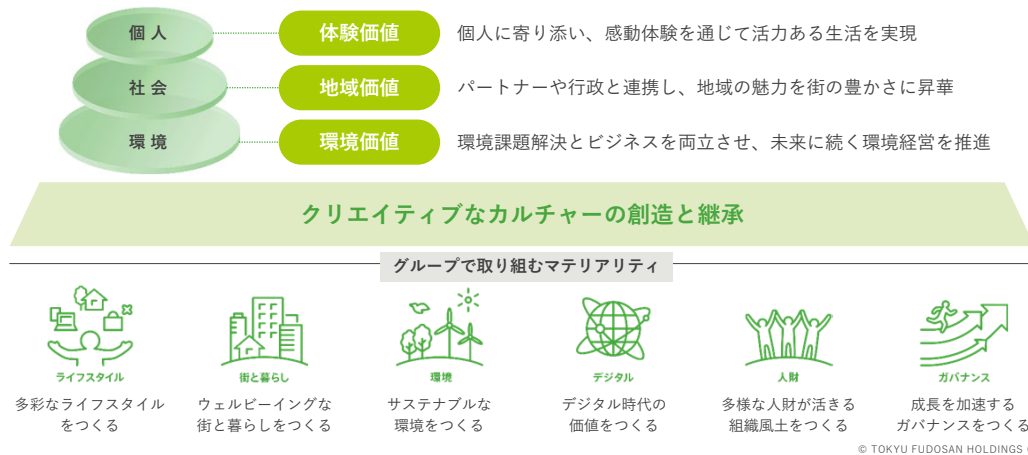 個人 体験価値 個人に寄り添い、感動体験を通じて活力ある生活を実現
社会 地域価値 パートナーや行政と連携し、地域の魅力を街の豊かさに昇華
環境 環境価値 環境課題解決とビジネスを両立させ、未来に続く環境経営を推進
クリエイティブなカルチャーの創造と継承
グループで取り組むマテリアリティ
ライフスタイル
多彩なライフスタイル
をつくる
街と暮らし
ウェルビーイングな
街と暮らしをつくる
環境
サステナブルな
環境をつくる
デジタル
デジタル時代の
価値をつくる
人財
多様な人財が活きる
組織風土をつくる
ガバナンス
成長を加速する
ガバナンスをつくる
© TOKYU FUDOSAN HOLDINGS